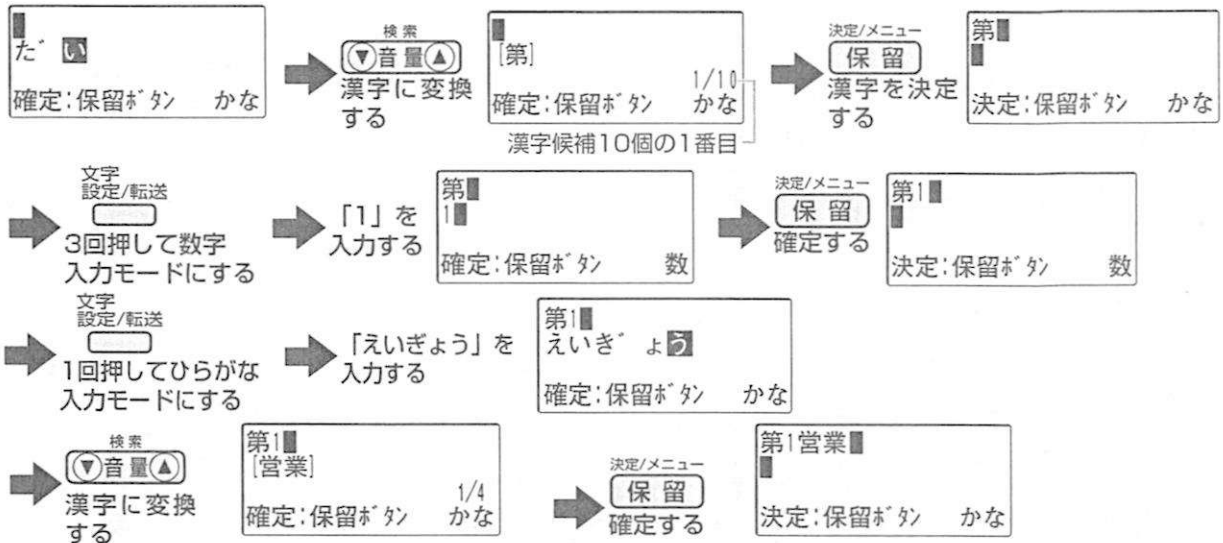 た゛い
確定:保留ボタン かな
検索
▼音量▲
漢字に変換
する
[第]
1/10
確定:保留ボタン かな
漢字候補10個の1番目
決定/メニュー
保留
漢字を決定
する
第
決定:保留ボタン かな
文字
設定/転送
3回押して数字
入力モードにする
「1」を
入力する
第
1
確定:保留ボタン 数
決定/メニュー
保留
確定する
第1
決定:保留ボタン 数
文字
設定/転送
1回押してひらがな
入力モードにする
「えいぎょう」を
入力する
第1
えいき゛ょう
確定:保留ボタン かな
検索
▼音量▲
漢字に変換
する
第1
[営業]
1/4
確定:保留ボタン かな
決定/メニュー
保留
確定する
第1営業
決定:保留ボタン かな